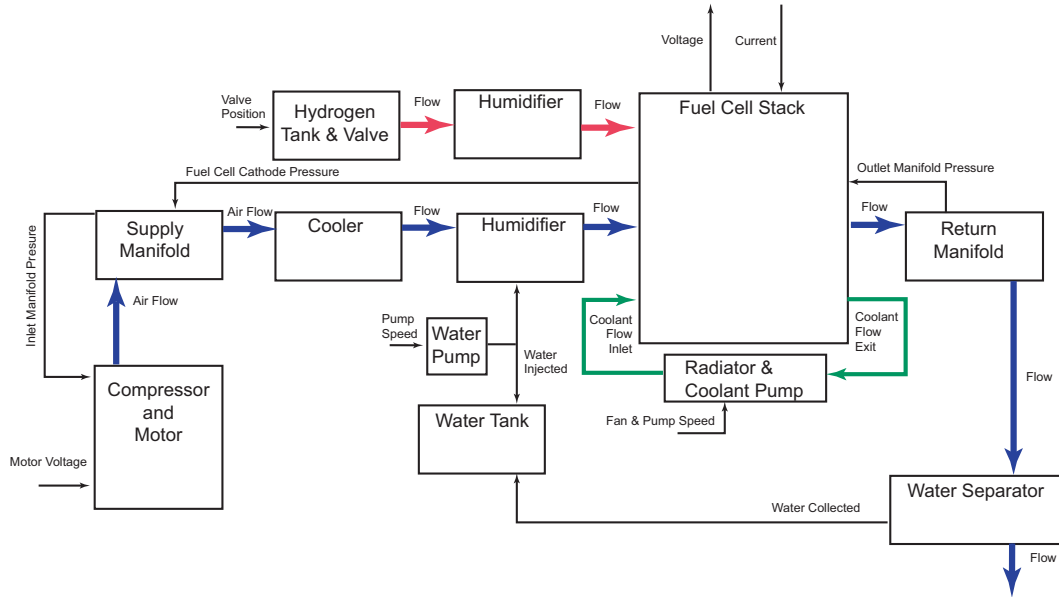 Voltage
Current
Valve
Position
Hydrogen
Tank & Valve
Flow
Humidifier
Flow
Fuel Cell Stack
Fuel Cell Cathode Pressure
Outlet Manifold Pressure
Inlet Manifold Pressure
Supply
Manifold
Air Flow
Cooler
Flow
Humidifier
Flow
Flow
Return
Manifold
Air Flow
Pump
Speed
Water
Pump
Water
Injected
Coolant
Flow
Inlet
Coolant
Flow
Exit
Radiator &
Coolant Pump
Fan & Pump Speed
Flow
Compressor
and
Motor
Motor Voltage
Water Tank
Water Collected
Water Separator
Flow